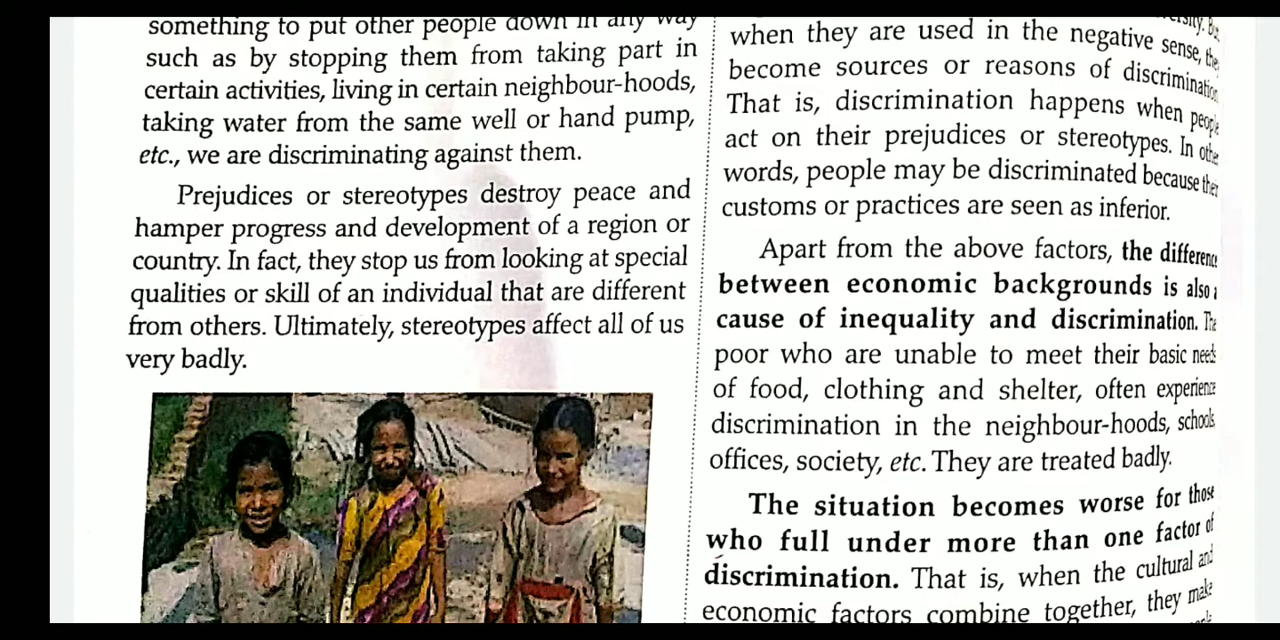 something to put other people down in any way
such as by stopping them from taking part in
certain activities, living in certain neighbour-hoods,
taking water from the same well or hand pump,
etc., we are discriminating against them.
Prejudices or stereotypes destroy peace and
hamper progress and development of a region or
country. In fact, they stop us from looking at special
qualities or skill of an individual that are different
from others. Ultimately, stereotypes affect all of us
very badly.
when they are used in the negative sense, they
become sources or reasons of discrimination.
That is, discrimination happens when people
act on their prejudices or stereotypes. In other
words, people may be discriminated because their
customs or practices are seen as inferior.
Apart from the above factors, the difference
between economic backgrounds is also a
cause of inequality and discrimination. The
poor who are unable to meet their basic needs
of food, clothing and shelter, often experience
discrimination in the neighbour-hoods, schools,
offices, society, etc. They are treated badly.
The situation becomes worse for those
who full under more than one factor of
discrimination. That is, when the cultural and
economic factors combine together, they make